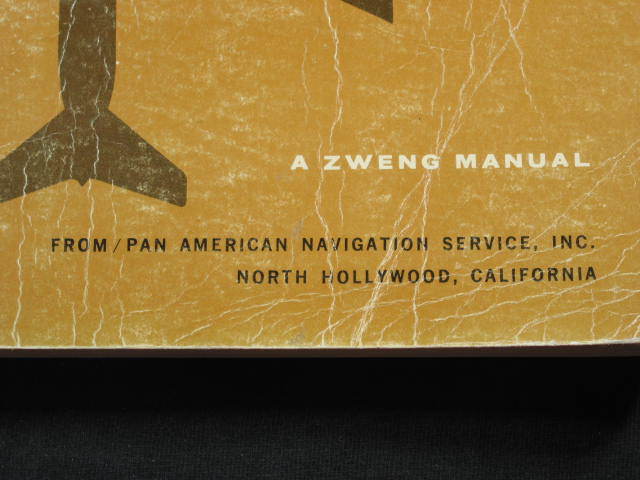 A ZWENG MANUAL
FROM/PAN AMERICAN NAVIGATION SERVICE, INC.
NORTH HOLLYWOOD, CALIFORNIA